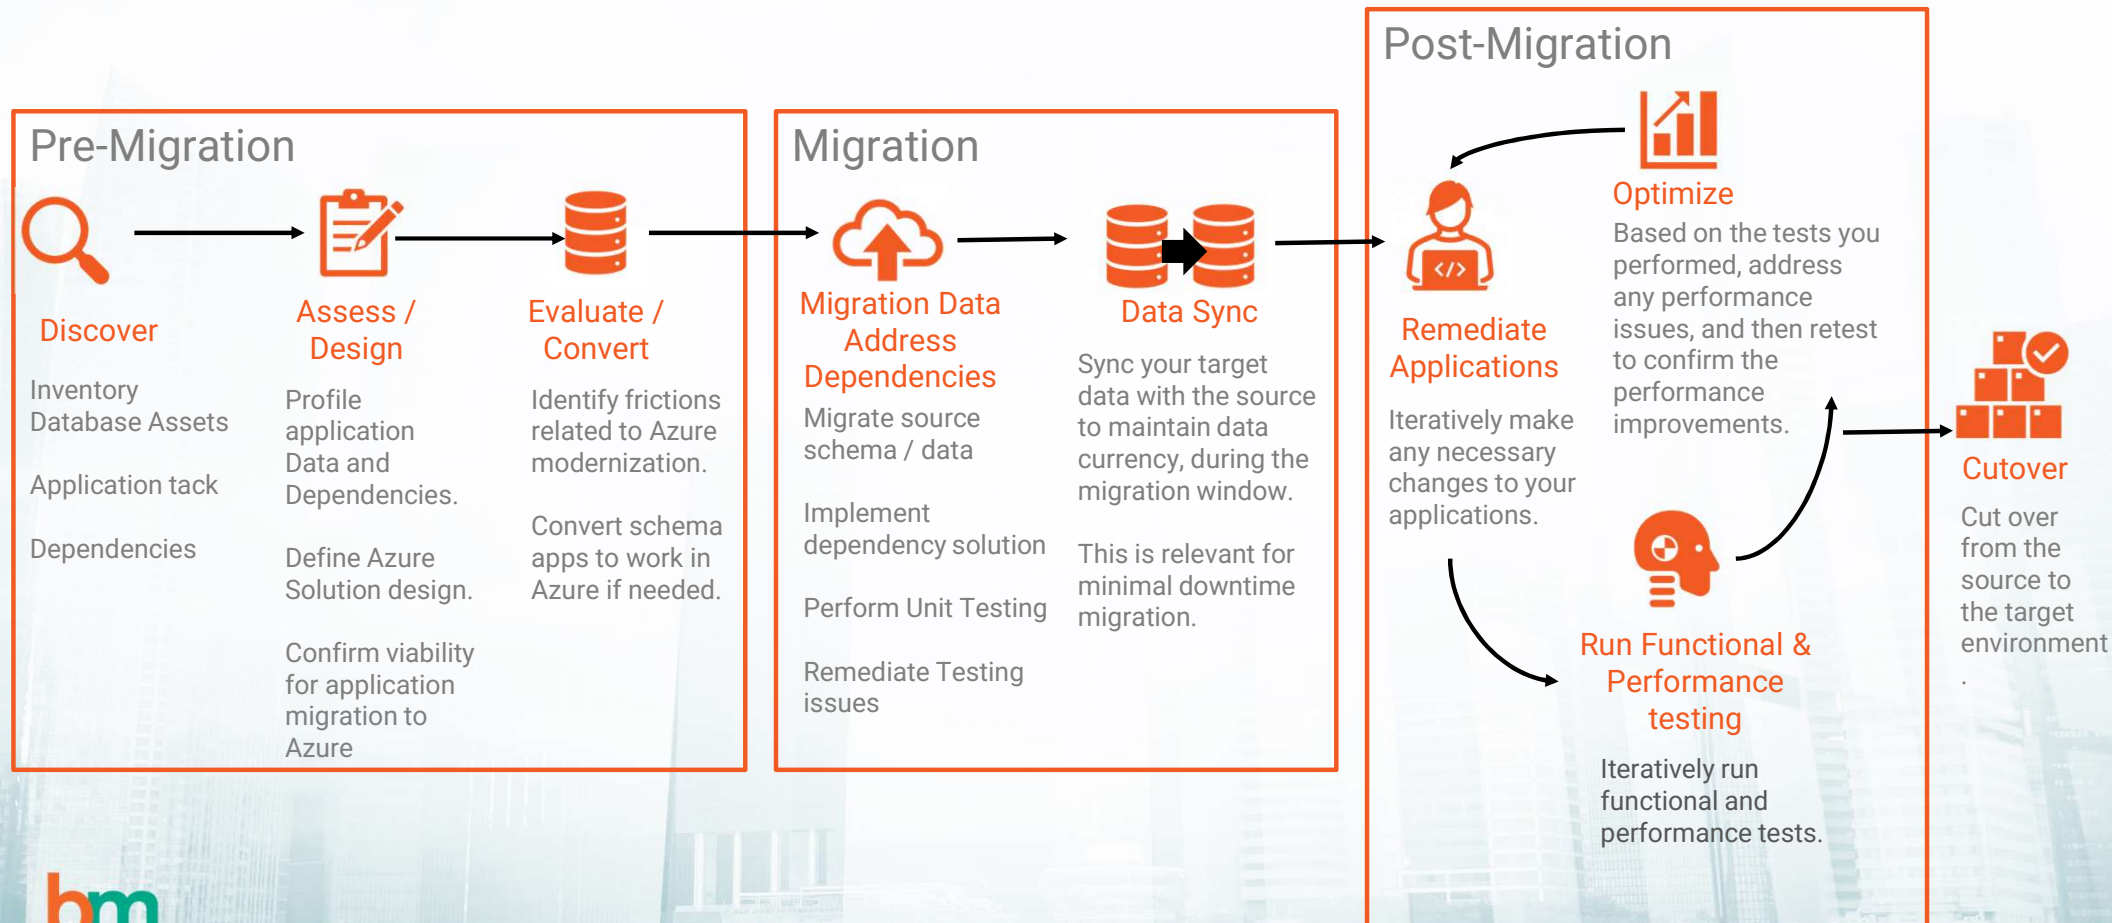 Pre-Migration
Discover
Inventory
Database Assets
Application tack
Dependencies
Assess /
Design
Profile
application
Data and
Dependencies.
Define Azure
Solution design.
Confirm viability
for application
migration to
Azure
Evaluate /
Convert
Identify frictions
related to Azure
modernization.
Convert schema
apps to work in
Azure if needed.
Migration
Migration Data
Address
Dependencies
Migrate source
schema / data
Implement
dependency solution
Perform Unit Testing
Remediate Testing
issues
Data Sync
Sync your target
data with the source
to maintain data
currency, during the
migration window.
This is relevant for
minimal downtime
migration.
Post-Migration
</>
Remediate
Applications
Iteratively make
any necessary
changes to your
applications.
Optimize
Based on the tests you
performed, address
any performance
issues, and then retest
to confirm the
performance
improvements.
Run Functional &
Performance
testing
Iteratively run
functional and
performance tests.
Cutover
Cut over
from the
source to
the target
environment
.
bm